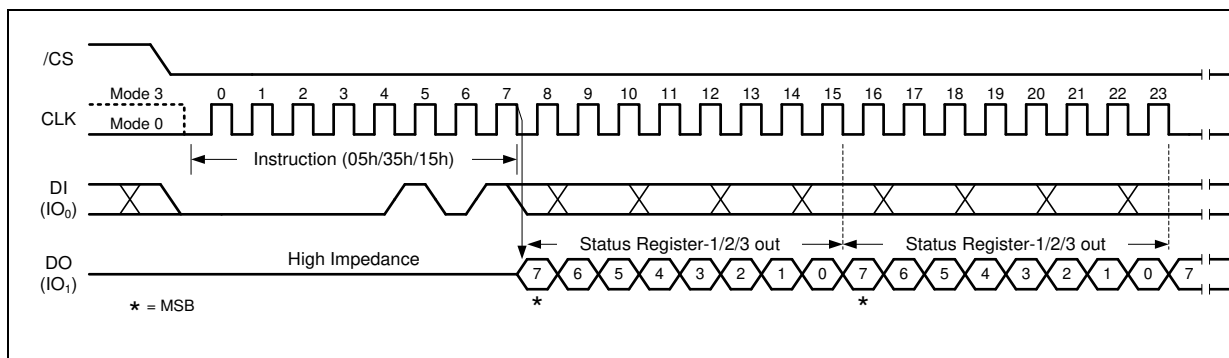 /CS
Mode 3
0 1 2 3 4 5 6 7 8 9 10 11 12 13 14 15 16 17 18 19 20 21 22 23
CLK
Mode 0
Instruction (05h/35h/15h)
DI
(IO₀)
Status Register-1/2/3 out Status Register-1/2/3 out
High Impedance
DO
(IO₁)
7 6 5 4 3 2 1 0 7 6 5 4 3 2 1 0 7
* *
* = MSB